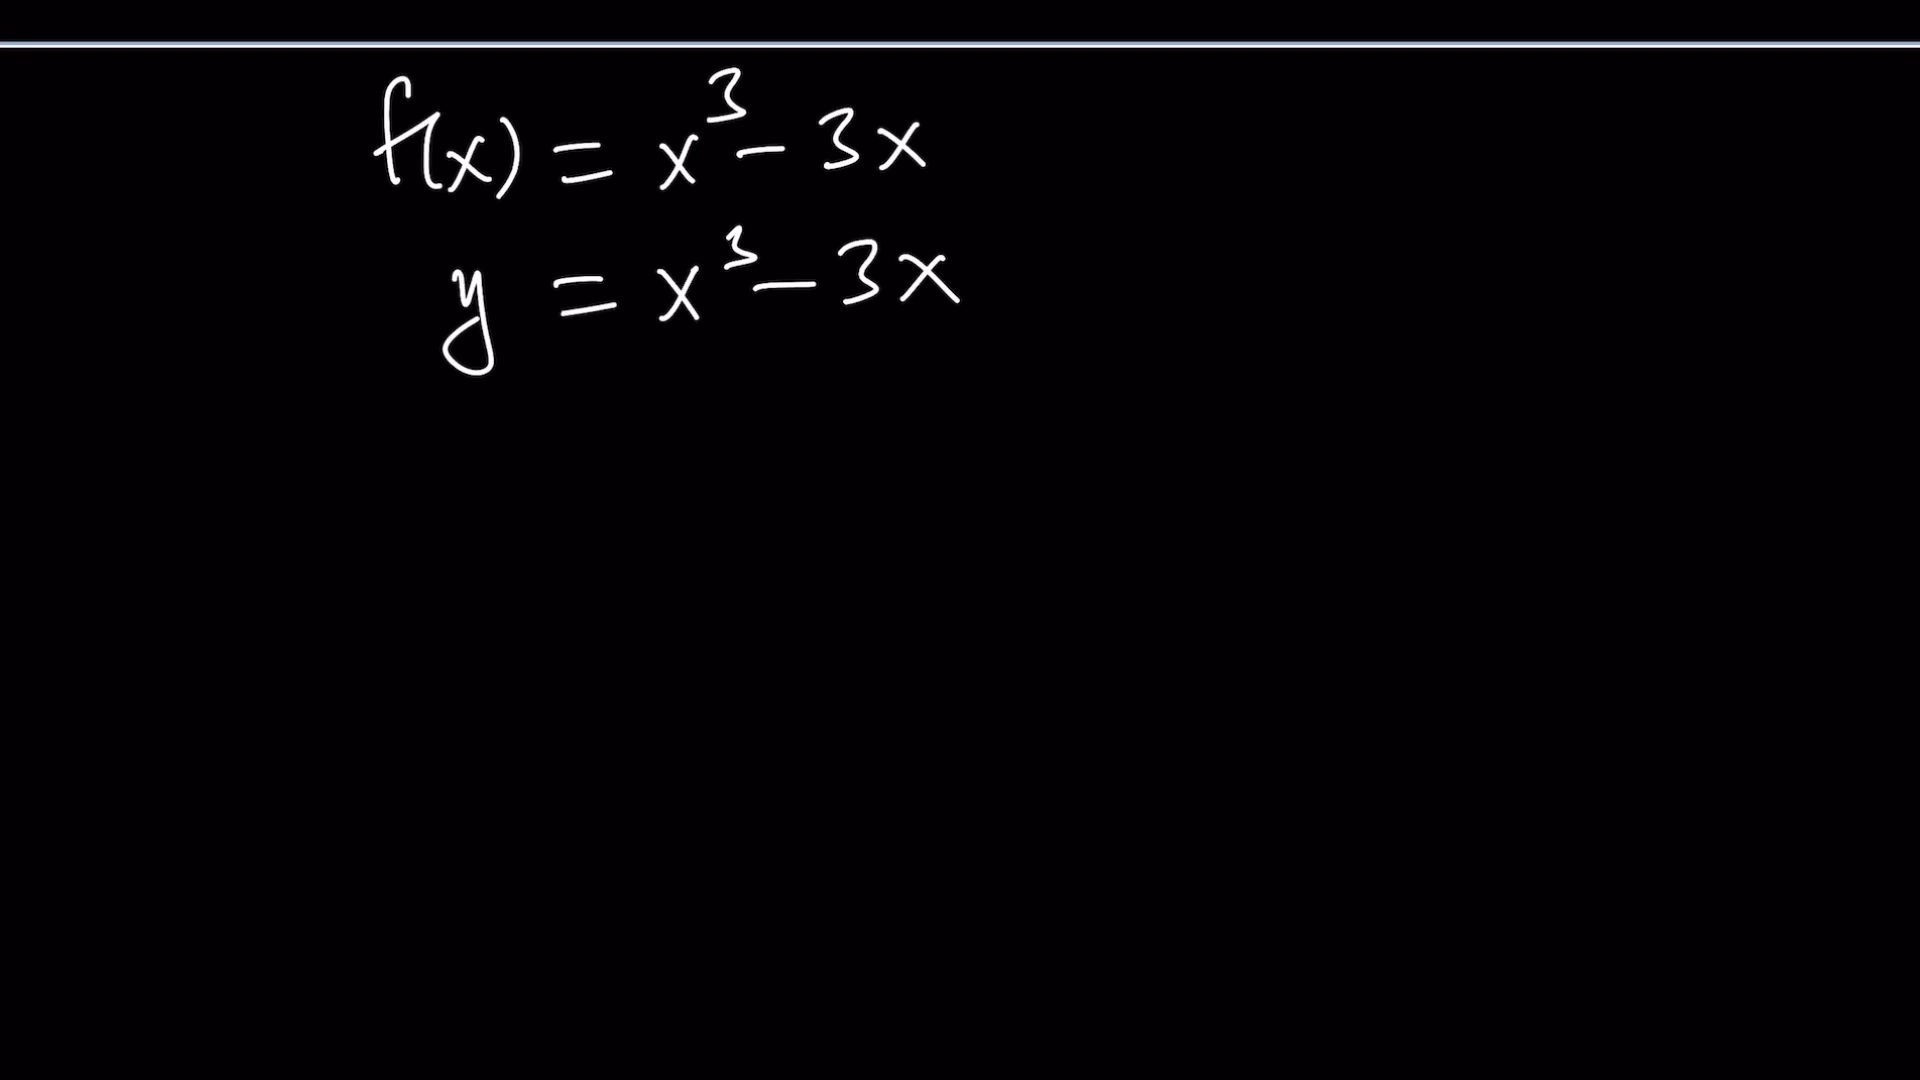 f(x) = x³ - 3x
y = x³ - 3x